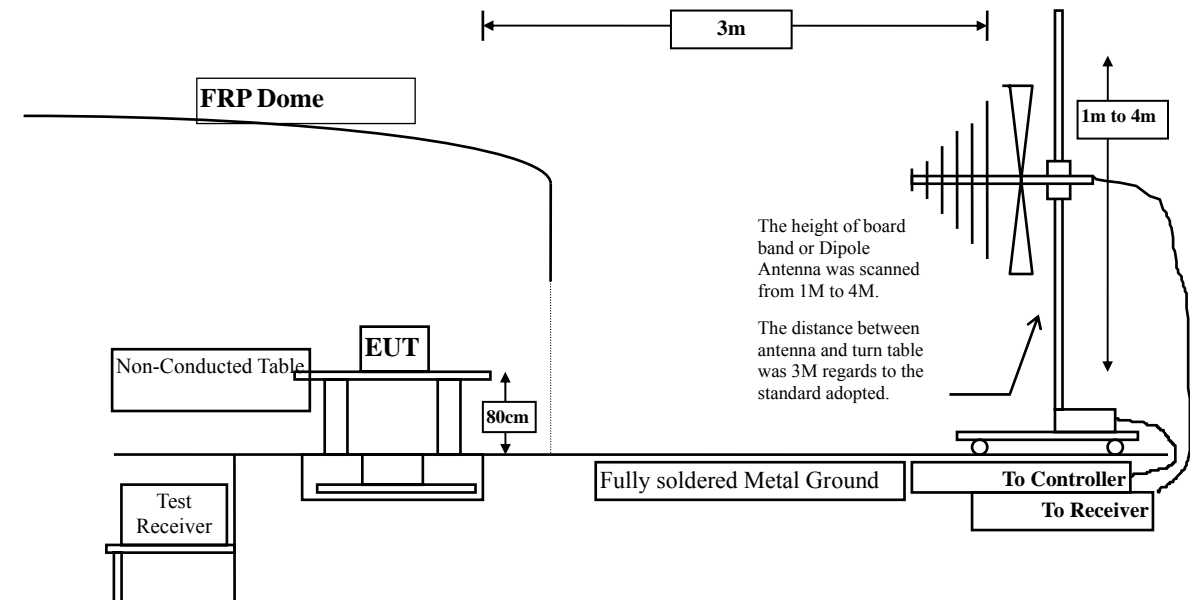 3m
FRP Dome
1m to 4m
The height of board
band or Dipole
Antenna was scanned
from 1M to 4M.
The distance between
antenna and turn table
was 3M regards to the
standard adopted.
EUT
Non-Conducted Table
80cm
Fully soldered Metal Ground
To Controller
To Receiver
Test
Receiver